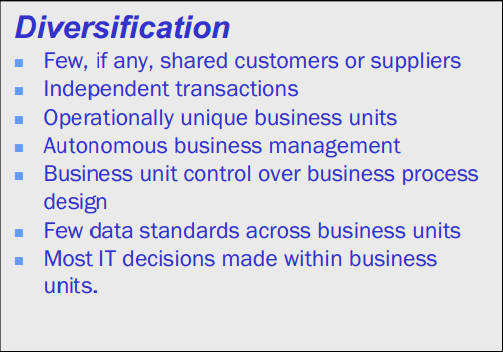 Diversification
Few, if any, shared customers or suppliers
Independent transactions
Operationally unique business units
Autonomous business management
Business unit control over business process
design
Few data standards across business units
Most IT decisions made within business
units.